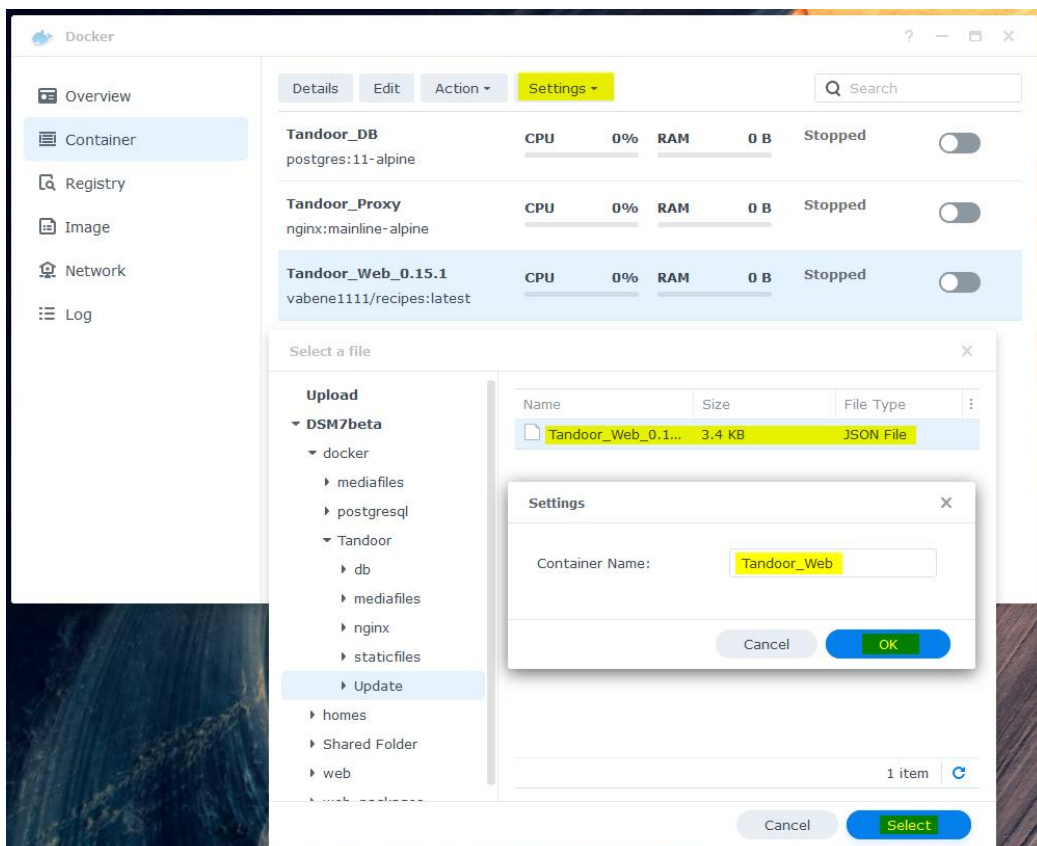 Docker
Overview
Container
Registry
Image
Network
Log
Details Edit Action Settings Search
Tandoor_DB CPU 0% RAM 0 B Stopped
postgres:11-alpine
Tandoor_Proxy CPU 0% RAM 0 B Stopped
nginx:mainline-alpine
Tandoor_Web_0.15.1 CPU 0% RAM 0 B Stopped
vabene1111/recipes:latest
Select a file
Upload
DSM7beta
docker
mediafiles
postgresql
Tandoor
db
mediafiles
nginx
staticfiles
Update
homes
Shared Folder
web
Name Size File Type
Tandoor_Web_0.1... 3.4 KB JSON File
Settings
Container Name: Tandoor_Web
Cancel OK
1 item
Cancel Select